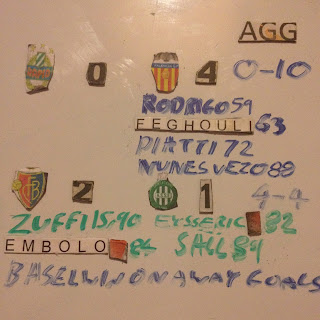 AGG
0 4 0-10
RODRIGO 59
FEGHOULI 63
PIATTI 72
NUNES VEZO 88
2 1 4-4
ZUFFI 15,90 EYSSERIC 82
EMBOLO 84 SALL 89
BASEL WIN ON AWAY GOALS